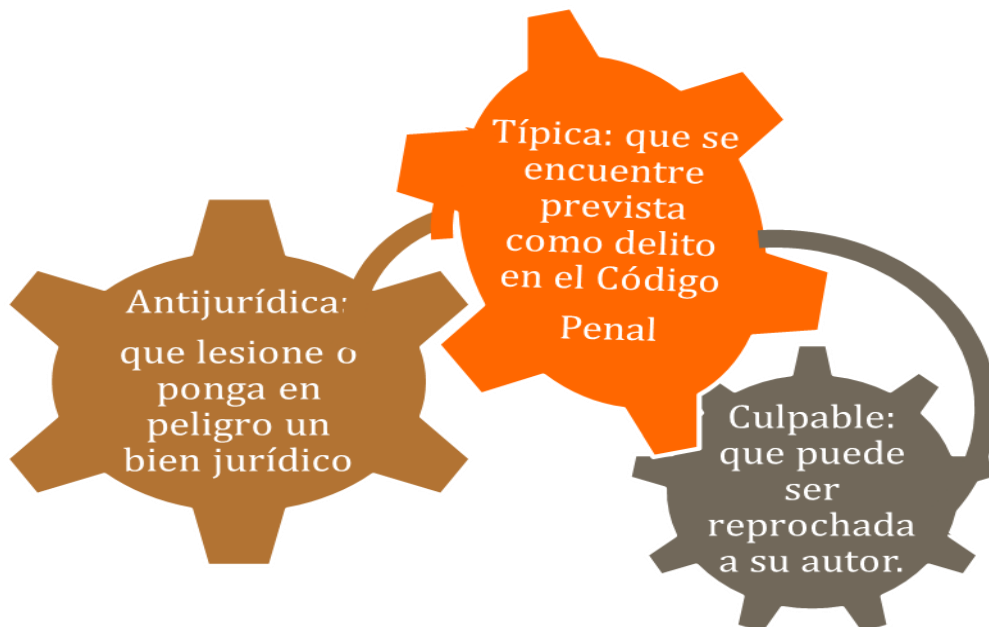 Típica: que se
encuentre
prevista
como delito
en el Código
Penal
Antijurídica:
que lesione o
ponga en
peligro un
bien jurídico
Culpable:
que puede
ser
reprochada
a su autor.